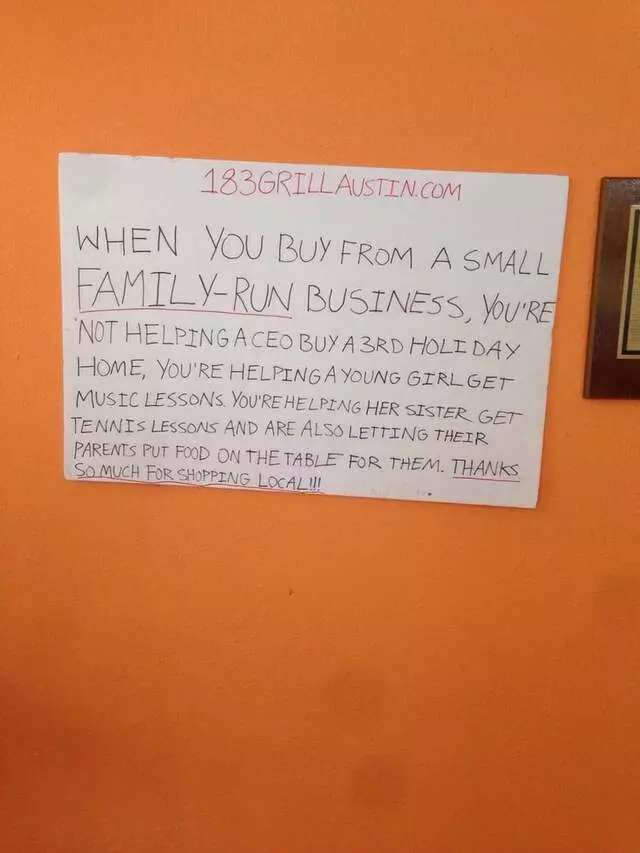 183GRILLAUSTIN.COM
WHEN YOU BUY FROM A SMALL
FAMILY-RUN BUSINESS, YOU'RE
NOT HELPING A CEO BUY A 3RD HOLIDAY
HOME, YOU'RE HELPING A YOUNG GIRL GET
MUSIC LESSONS. YOU'RE HELPING HER SISTER GET
TENNIS LESSONS AND ARE ALSO LETTING THEIR
PARENTS PUT FOOD ON THE TABLE FOR THEM. THANKS
SO MUCH FOR SHOPPING LOCAL!!!